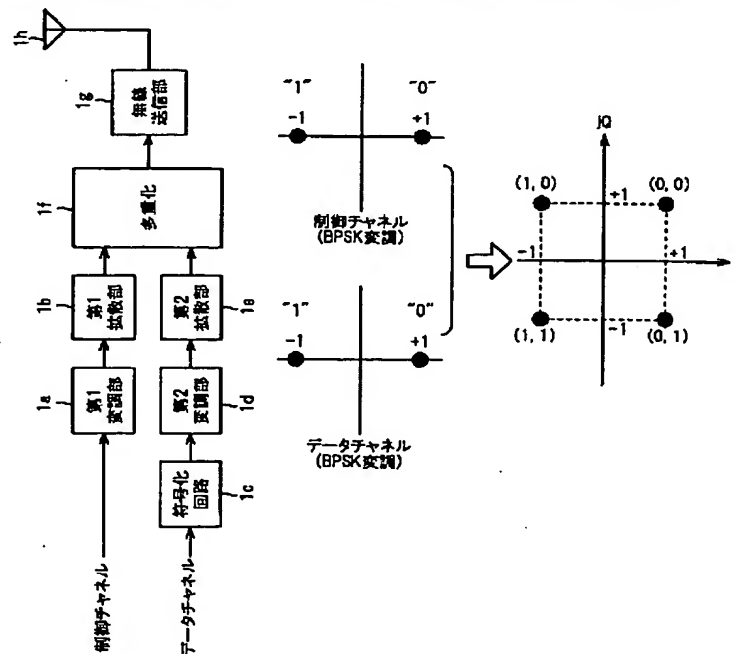 1h
1g
無線
送信部
1f
多重化
1b
第1
拡散部
第2
拡散部
1e
1a
第1
変調部
第2
変調部
1d
符号化
回路
1c
制御チャネル
データチャネル
"1"
"0"
-1
+1
制御チャネル
(BPSK変調)
"1"
"0"
-1
+1
データチャネル
(BPSK変調)
jQ
(1, 0)
+1
(0, 0)
-1
+1
(1, 1)
-1
(0, 1)